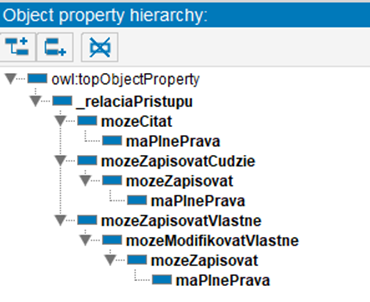 Object property hierarchy:
owl:topObjectProperty
_relaciaPristupu
mozeCitat
maPlnePrava
mozeZapisovatCudzie
mozeZapisovat
maPlnePrava
mozeZapisovatVlastne
mozeModifikovatVlastne
mozeZapisovat
maPlnePrava